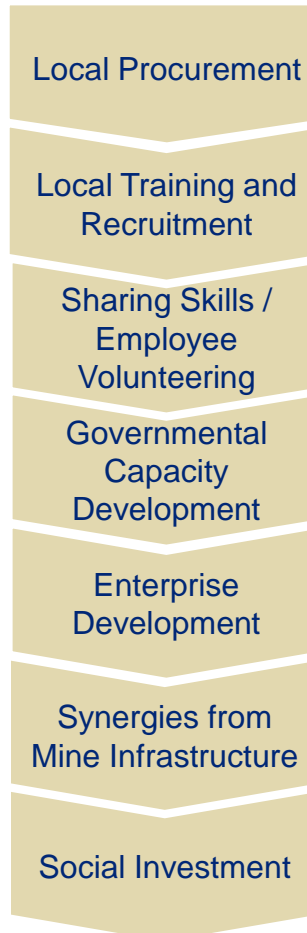 Local Procurement
Local Training and
Recruitment
Sharing Skills /
Employee
Volunteering
Governmental
Capacity
Development
Enterprise
Development
Synergies from
Mine Infrastructure
Social Investment